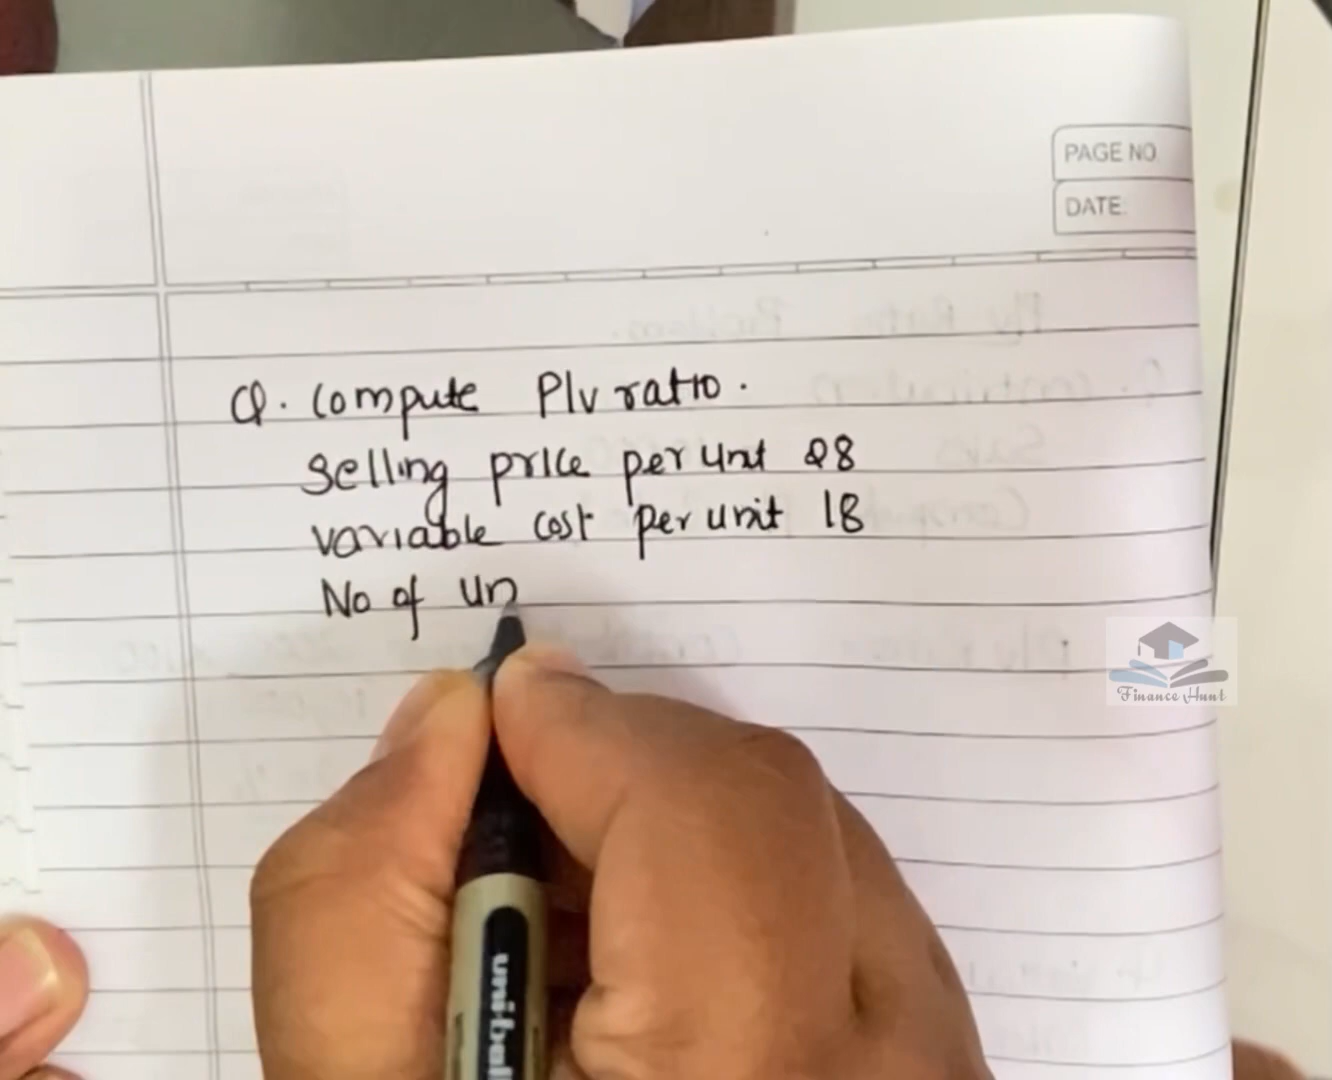 PAGE NO
DATE:
Q. Compute P/v ratio.
Selling price per unit 28
variable cost per unit 18
No of un
Finance Hunt
uni-ball